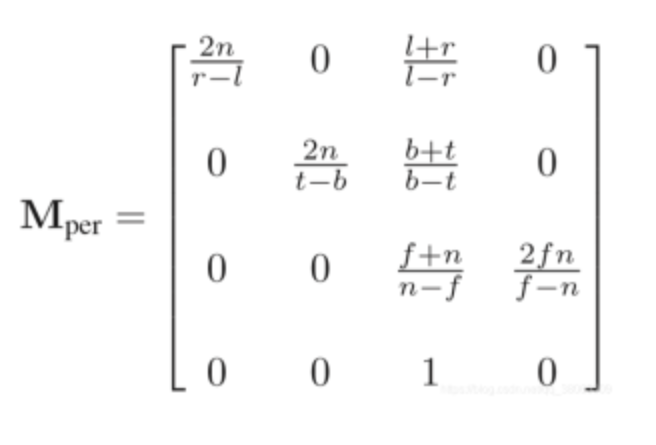 M_per = [ 2n/(r−l) 0 (l+r)/(l−r) 0
0 2n/(t−b) (b+t)/(b−t) 0
0 0 (f+n)/(n−f) 2fn/(f−n)
0 0 1 0 ]